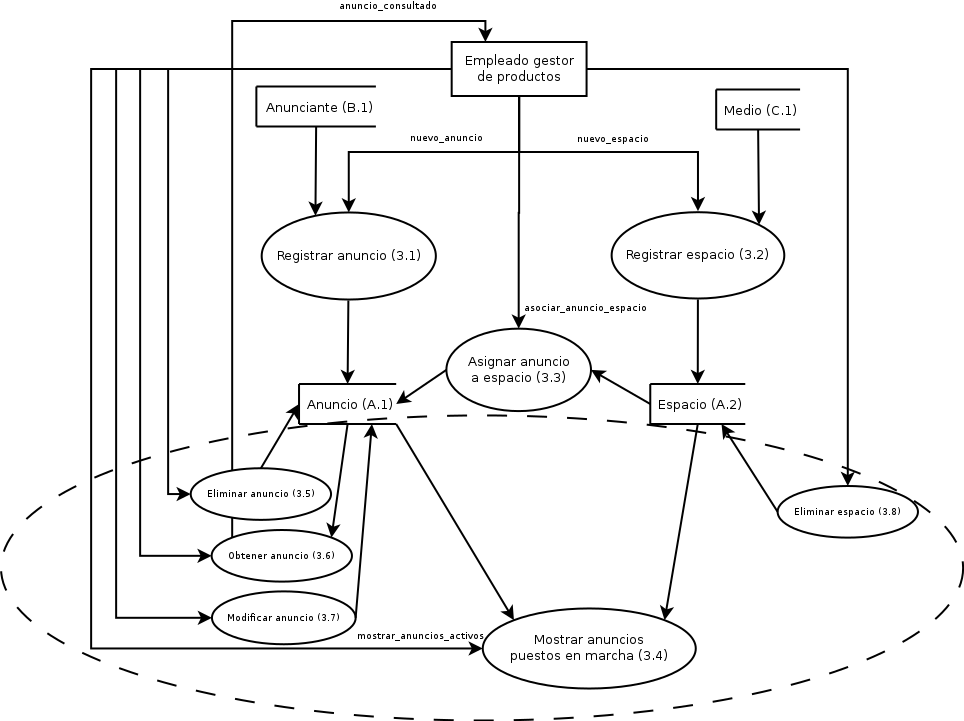 anuncio_consultado
Empleado gestor
de productos
Anunciante (B.1)
Medio (C.1)
nuevo_anuncio
nuevo_espacio
Registrar anuncio (3.1)
Registrar espacio (3.2)
asociar_anuncio_espacio
Asignar anuncio
a espacio (3.3)
Anuncio (A.1)
Espacio (A.2)
Eliminar anuncio (3.5)
Eliminar espacio (3.8)
Obtener anuncio (3.6)
Modificar anuncio (3.7)
mostrar_anuncios_activos
Mostrar anuncios
puestos en marcha (3.4)